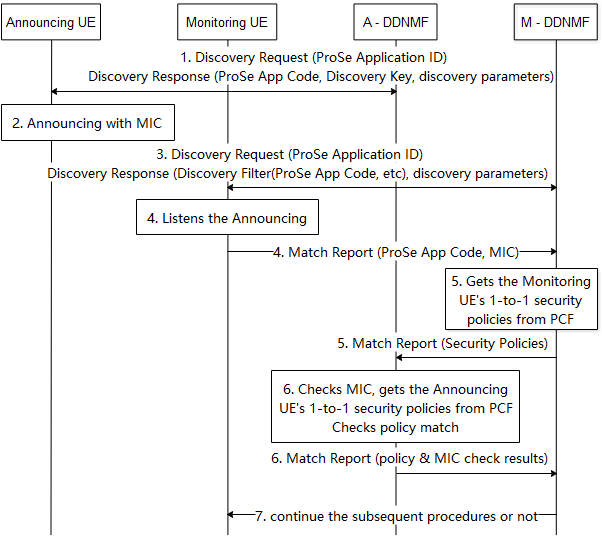 Announcing UE
Monitoring UE
A - DDNMF
M - DDNMF
1. Discovery Request (ProSe Application ID)
Discovery Response (ProSe App Code, Discovery Key, discovery parameters)
2. Announcing with MIC
3. Discovery Request (ProSe Application ID)
Discovery Response (Discovery Filter(ProSe App Code, etc), discovery parameters)
4. Listens the Announcing
4. Match Report (ProSe App Code, MIC)
5. Gets the Monitoring
UE's 1-to-1 security
policies from PCF
5. Match Report (Security Policies)
6. Checks MIC, gets the Announcing
UE's 1-to-1 security policies from PCF
Checks policy match
6. Match Report (policy & MIC check results)
7. continue the subsequent procedures or not